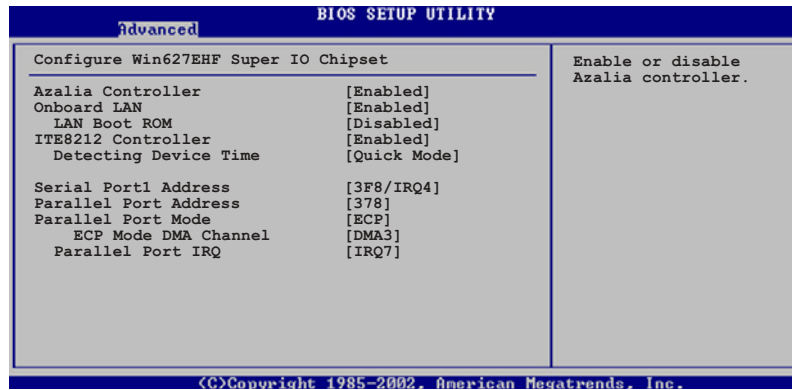 BIOS SETUP UTILITY
Advanced
Configure Win627EHF Super IO Chipset
Azalia Controller [Enabled]
Onboard LAN [Enabled]
LAN Boot ROM [Disabled]
ITE8212 Controller [Enabled]
Detecting Device Time [Quick Mode]
Serial Port1 Address [3F8/IRQ4]
Parallel Port Address [378]
Parallel Port Mode [ECP]
ECP Mode DMA Channel [DMA3]
Parallel Port IRQ [IRQ7]
Enable or disable
Azalia controller.
(C)Copyright 1985-2002, American Megatrends, Inc.